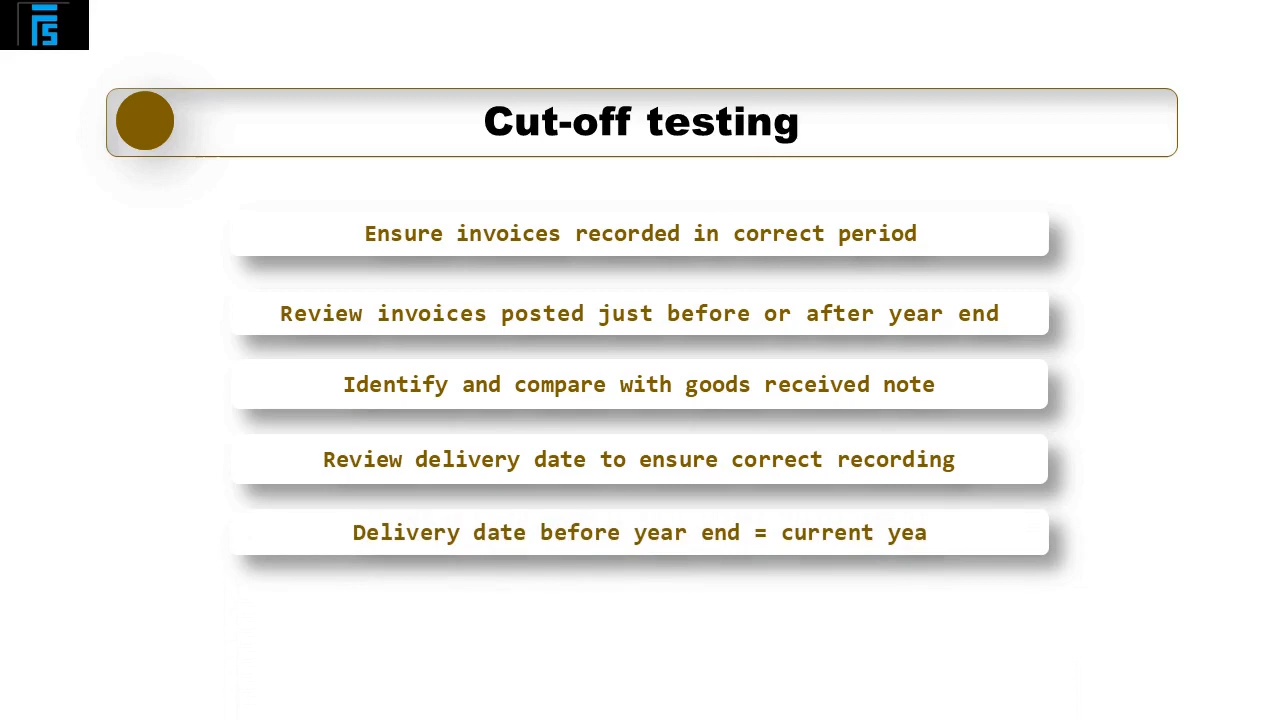 Cut-off testing
Ensure invoices recorded in correct period
Review invoices posted just before or after year end
Identify and compare with goods received note
Review delivery date to ensure correct recording
Delivery date before year end = current yea